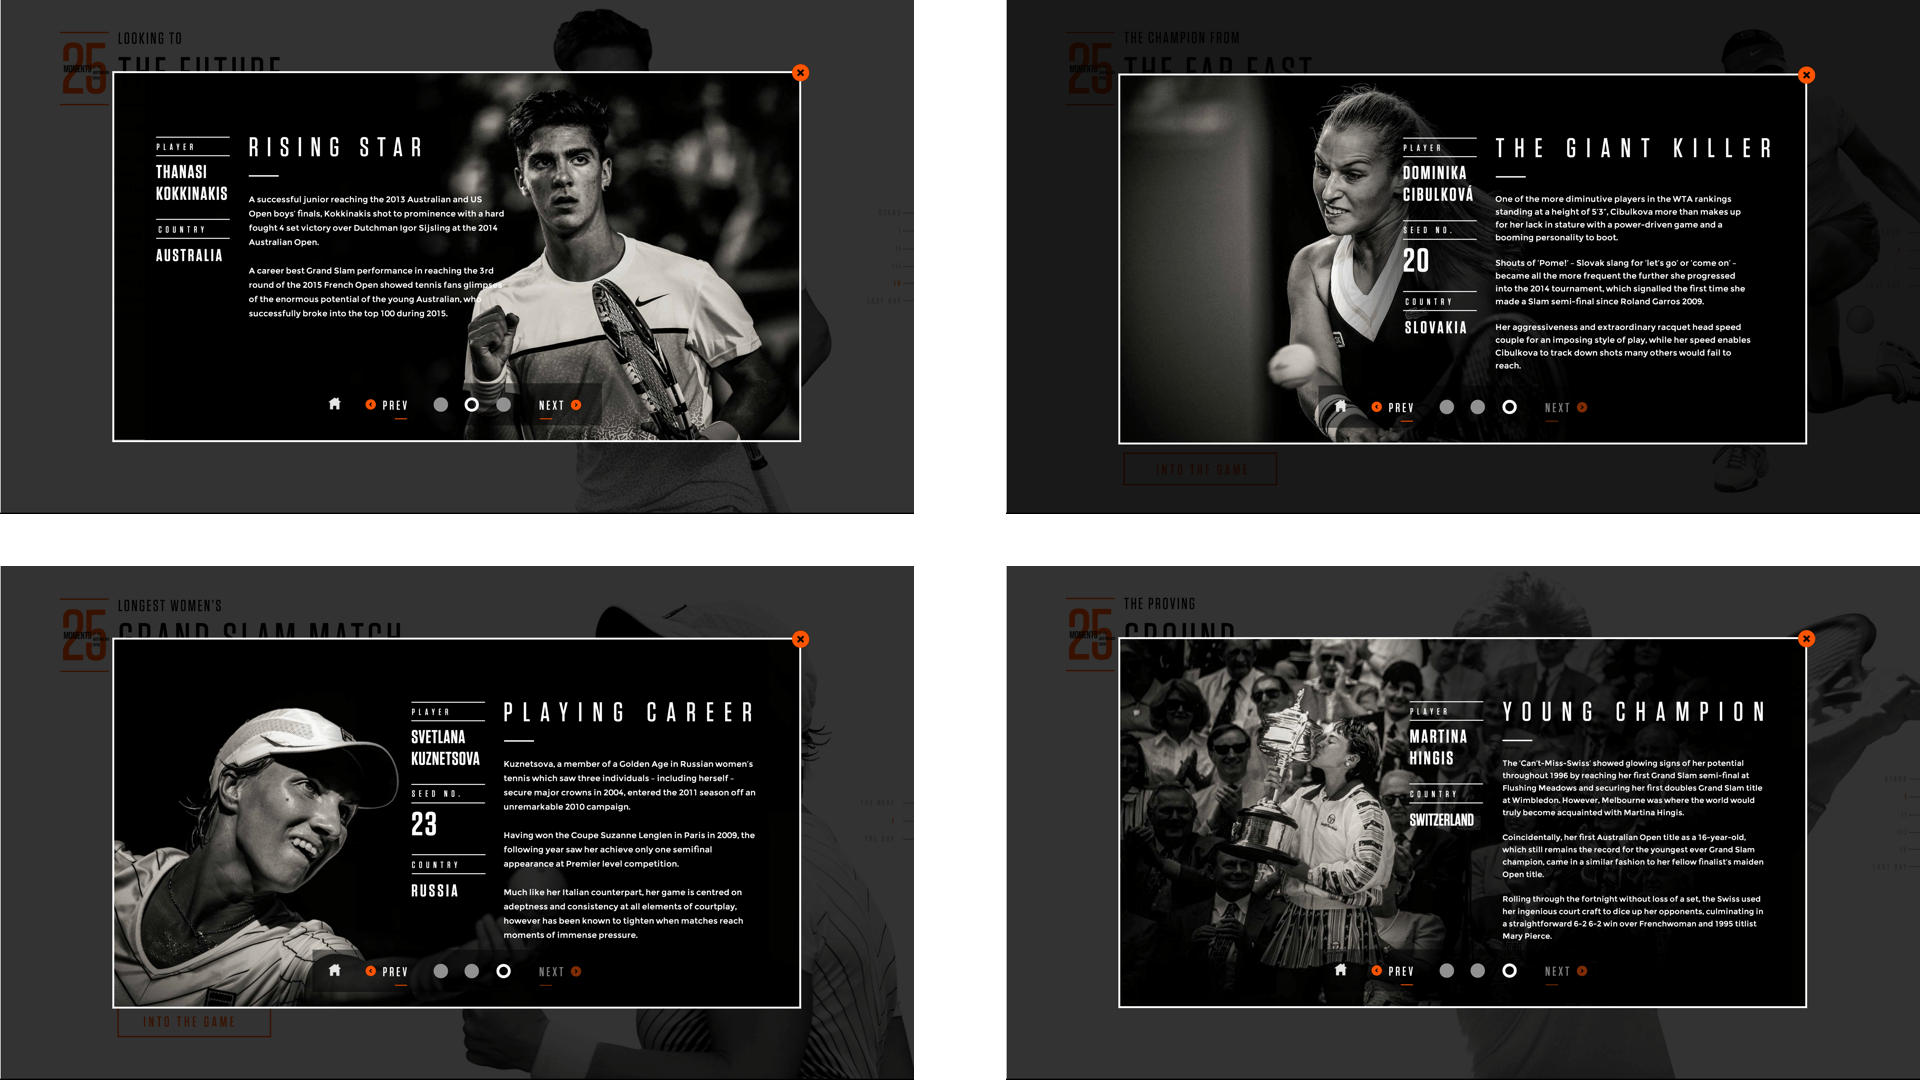 LOOKING TO
THE FUTURE
25
MOMENTS
RISING STAR
PLAYER
THANASI
KOKKINAKIS
COUNTRY
AUSTRALIA
A successful junior reaching the 2013 Australian and US
Open boys' finals, Kokkinakis shot to prominence with a hard
fought 4 set victory over Dutchman Igor Sijsling at the 2014
Australian Open.
A career best Grand Slam performance in reaching the 3rd
round of the 2015 French Open showed tennis fans glimpses
of the enormous potential of the young Australian, who
successfully broke into the top 100 during 2015.
PREV
NEXT
THE CHAMPION FROM
THE FAR EAST
25
MOMENTS
THE GIANT KILLER
PLAYER
DOMINIKA
CIBULKOVÁ
SEED NO.
20
COUNTRY
SLOVAKIA
One of the more diminutive players in the WTA rankings
standing at a height of 5'3", Cibulkova more than makes up
for her lack in stature with a power-driven game and a
booming personality to boot.
Shouts of 'Pome!' – Slovak slang for 'let's go' or 'come on' –
became all the more frequent the further she progressed
into the 2014 tournament, which signalled the first time she
made a Slam semi-final since Roland Garros 2009.
Her aggressiveness and extraordinary racquet head speed
couple for an imposing style of play, while her speed enables
Cibulkova to track down shots many others would fail to
reach.
PREV
NEXT
INTO THE GAME
LONGEST WOMEN'S
GRAND SLAM MATCH
25
MOMENTS
PLAYING CAREER
PLAYER
SVETLANA
KUZNETSOVA
SEED NO.
23
COUNTRY
RUSSIA
Kuznetsova, a member of a Golden Age in Russian women's
tennis which saw three individuals – including herself –
secure major crowns in 2004, entered the 2011 season off an
unremarkable 2010 campaign.
Having won the Coupe Suzanne Lenglen in Paris in 2009, the
following year saw her achieve only one semifinal
appearance at Premier level competition.
Much like her Italian counterpart, her game is centred on
adeptness and consistency at all elements of courtplay,
however has been known to tighten when matches reach
moments of immense pressure.
PREV
NEXT
INTO THE GAME
THE PROVING
GROUND
25
MOMENTS
YOUNG CHAMPION
PLAYER
MARTINA
HINGIS
COUNTRY
SWITZERLAND
The 'Can't-Miss-Swiss' showed glowing signs of her potential
throughout 1996 by reaching her first Grand Slam semi-final at
Flushing Meadows and securing her first doubles Grand Slam title
at Wimbledon. However, Melbourne was where the world would
truly become acquainted with Martina Hingis.
Coincidentally, her first Australian Open title as a 16-year-old,
which still remains the record for the youngest ever Grand Slam
champion, came in a similar fashion to her fellow finalist's maiden
Open title.
Rolling through the fortnight without loss of a set, the Swiss used
her ingenious court craft to dice up her opponents, culminating in
a straightforward 6-2 6-2 win over Frenchwoman and 1995 titlist
Mary Pierce.
PREV
NEXT